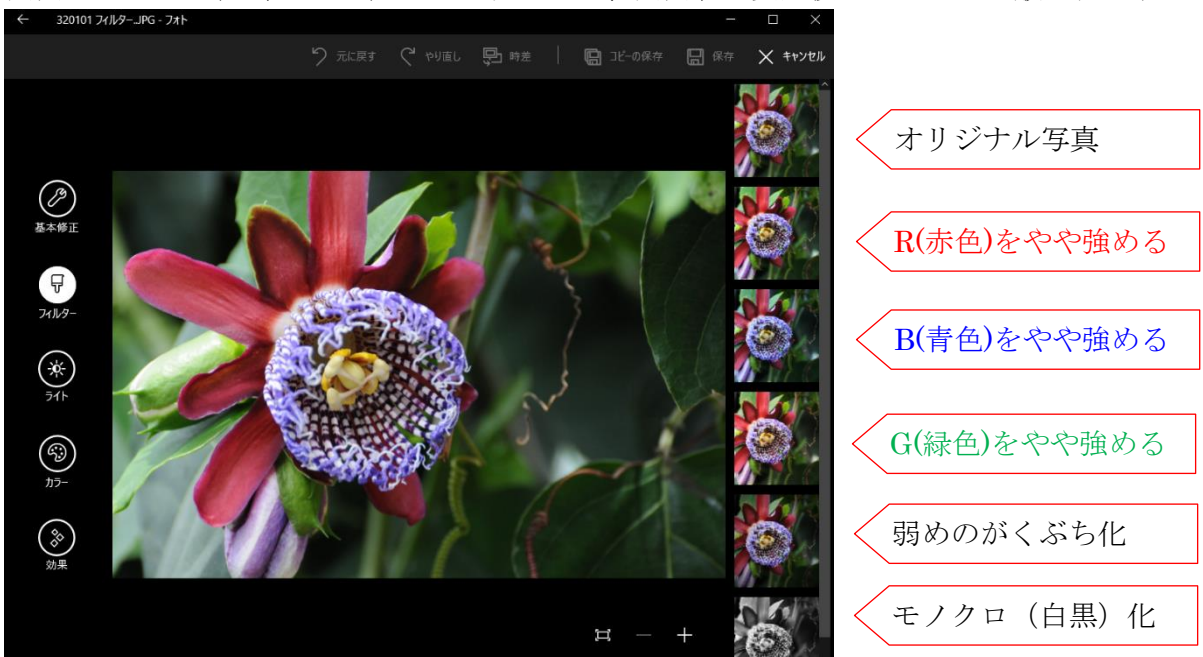 320101 フィルター...JPG - フォト
元に戻す
やり直し
時差
コピーの保存
保存
キャンセル
オリジナル写真
基本修正
R(赤色)をやや強める
フィルター
B(青色)をやや強める
ライト
G(緑色)をやや強める
カラー
弱めのがくぶち化
効果
モノクロ（白黒）化